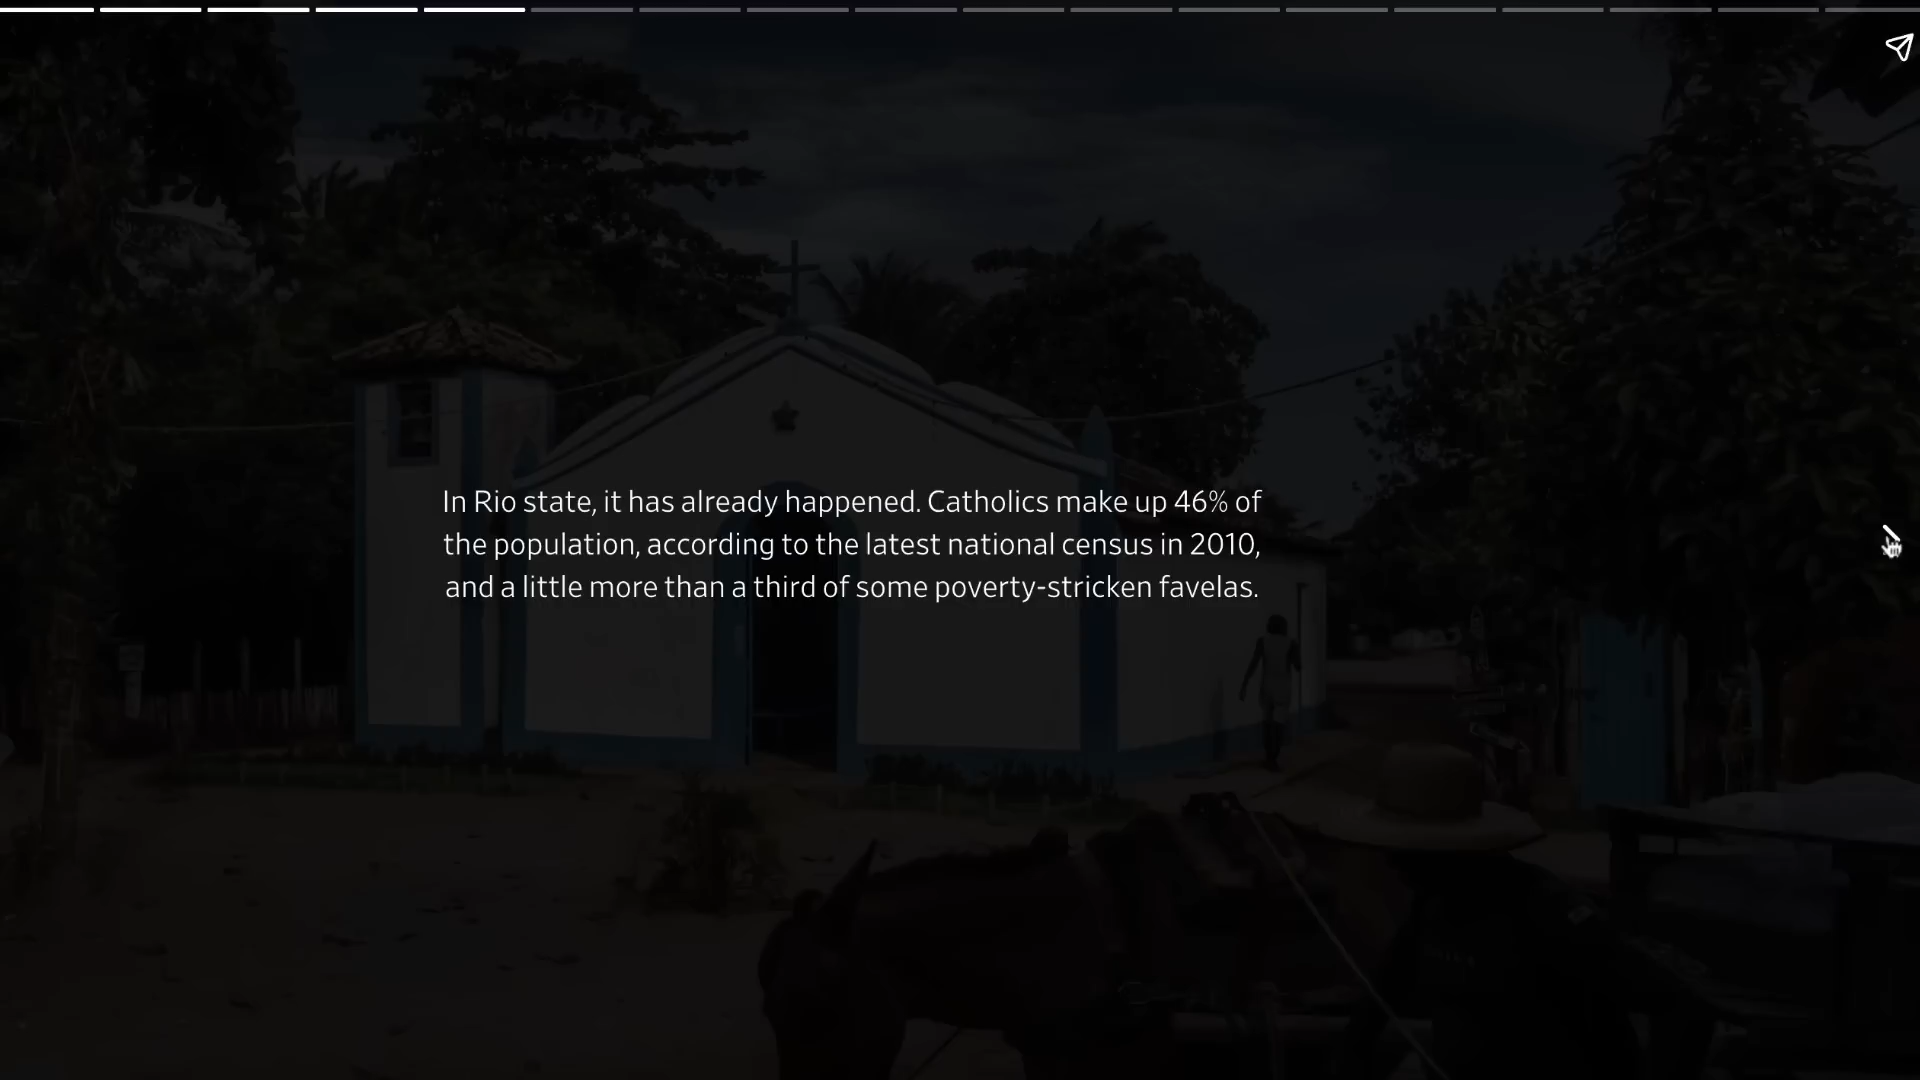 In Rio state, it has already happened. Catholics make up 46% of
the population, according to the latest national census in 2010,
and a little more than a third of some poverty-stricken favelas.